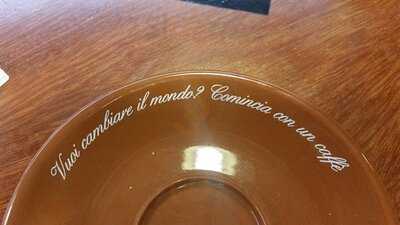 Vuoi cambiare il mondo? Comincia con un caffè